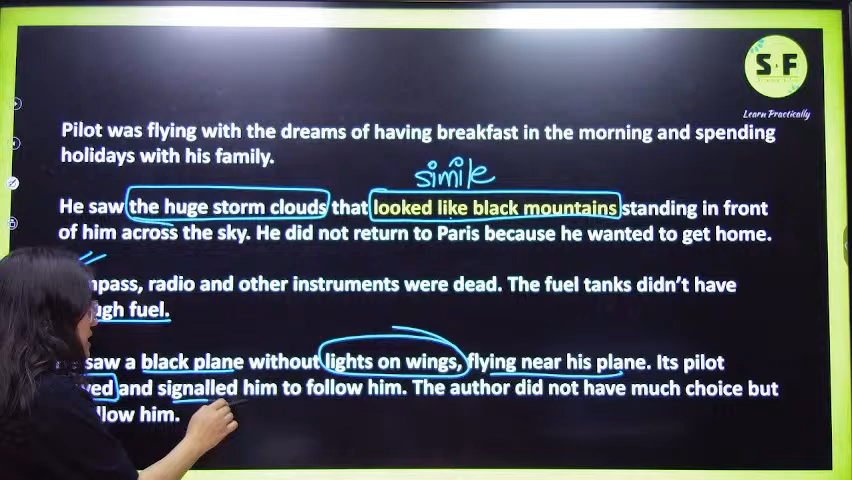 S F
Learn Practically
Pilot was flying with the dreams of having breakfast in the morning and spending
holidays with his family.
simile
He saw the huge storm clouds that looked like black mountains standing in front
of him across the sky. He did not return to Paris because he wanted to get home.
pass, radio and other instruments were dead. The fuel tanks didn't have
ugh fuel.
saw a black plane without lights on wings, flying near his plane. Its pilot
ved and signalled him to follow him. The author did not have much choice but
llow him.